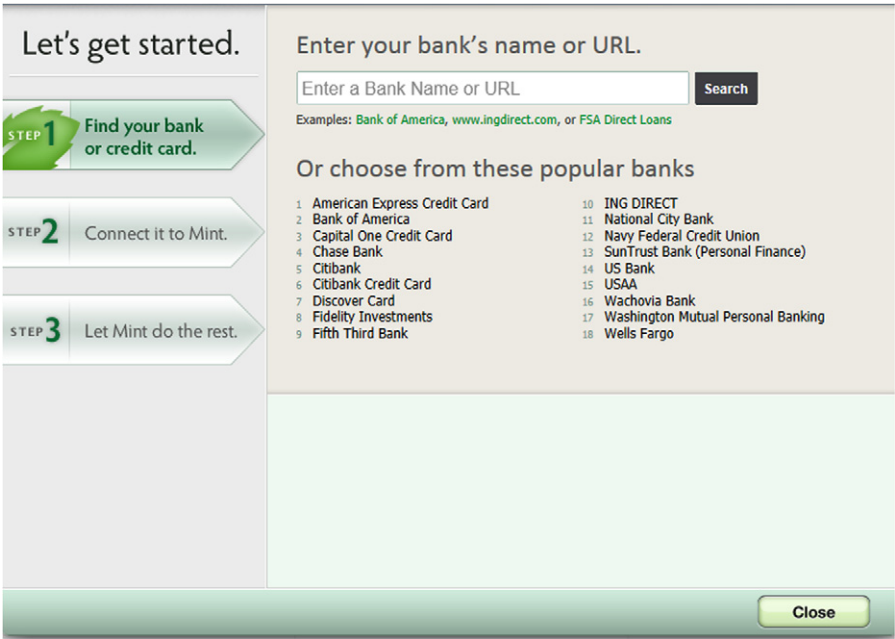 Let's get started.
STEP 1 Find your bank
or credit card.
STEP 2 Connect it to Mint.
STEP 3 Let Mint do the rest.
Enter your bank's name or URL.
Enter a Bank Name or URL
Search
Examples: Bank of America, www.ingdirect.com, or FSA Direct Loans
Or choose from these popular banks
1 American Express Credit Card
2 Bank of America
3 Capital One Credit Card
4 Chase Bank
5 Citibank
6 Citibank Credit Card
7 Discover Card
8 Fidelity Investments
9 Fifth Third Bank
10 ING DIRECT
11 National City Bank
12 Navy Federal Credit Union
13 SunTrust Bank (Personal Finance)
14 US Bank
15 USAA
16 Wachovia Bank
17 Washington Mutual Personal Banking
18 Wells Fargo
Close